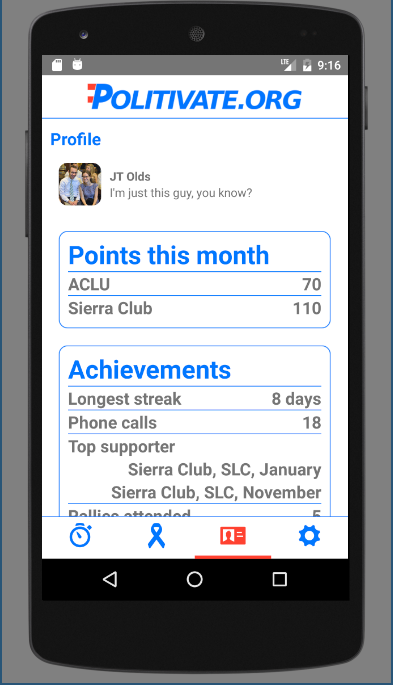 LTE 9:16
POLITIVATE.ORG
Profile
JT Olds
I'm just this guy, you know?
Points this month
ACLU 70
Sierra Club 110
Achievements
Longest streak 8 days
Phone calls 18
Top supporter
Sierra Club, SLC, January
Sierra Club, SLC, November
Rallies attended 5